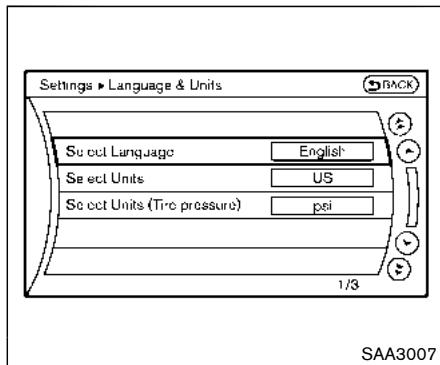 Settings ▸ Language & Units
BACK
Select Language English
Select Units US
Select Units (Tire pressure) psi
1/3
SAA3007